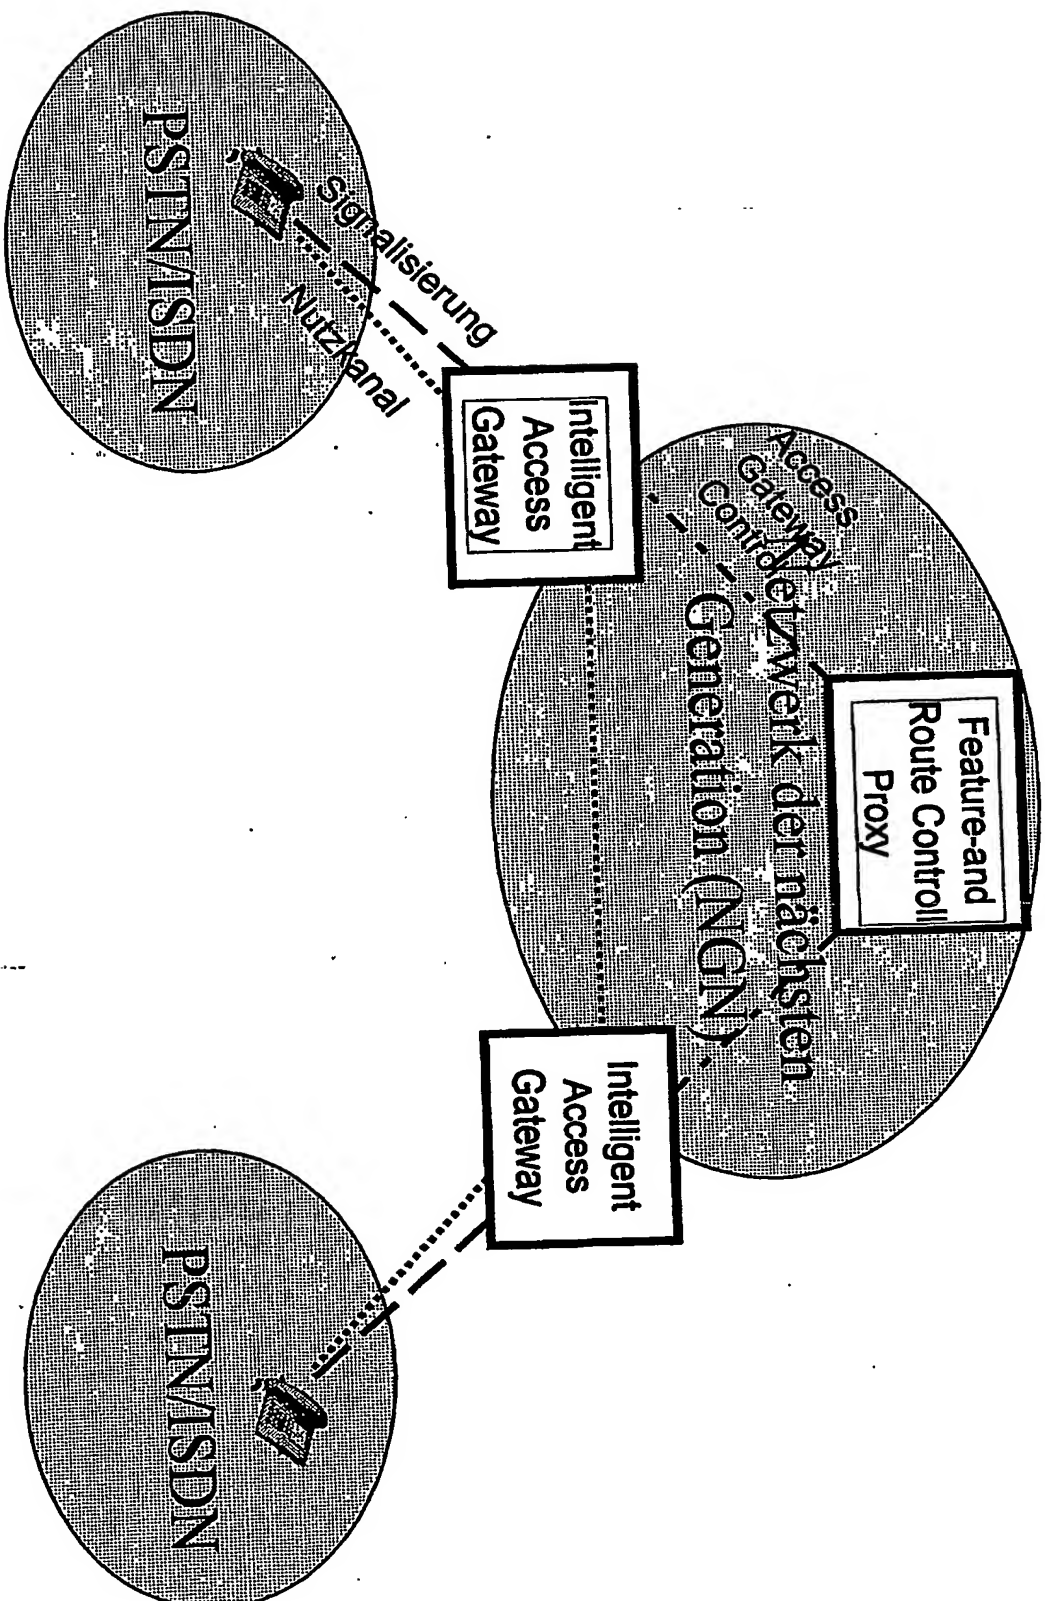 Feature-and
Route Controll
Proxy
Access
Gateway
Control
Netzwerk der nächsten
Generation (NGN)
Intelligent
Access
Gateway
Intelligent
Access
Gateway
Signalisierung
Nutzkanal
PSTN/ISDN
PSTN/ISDN